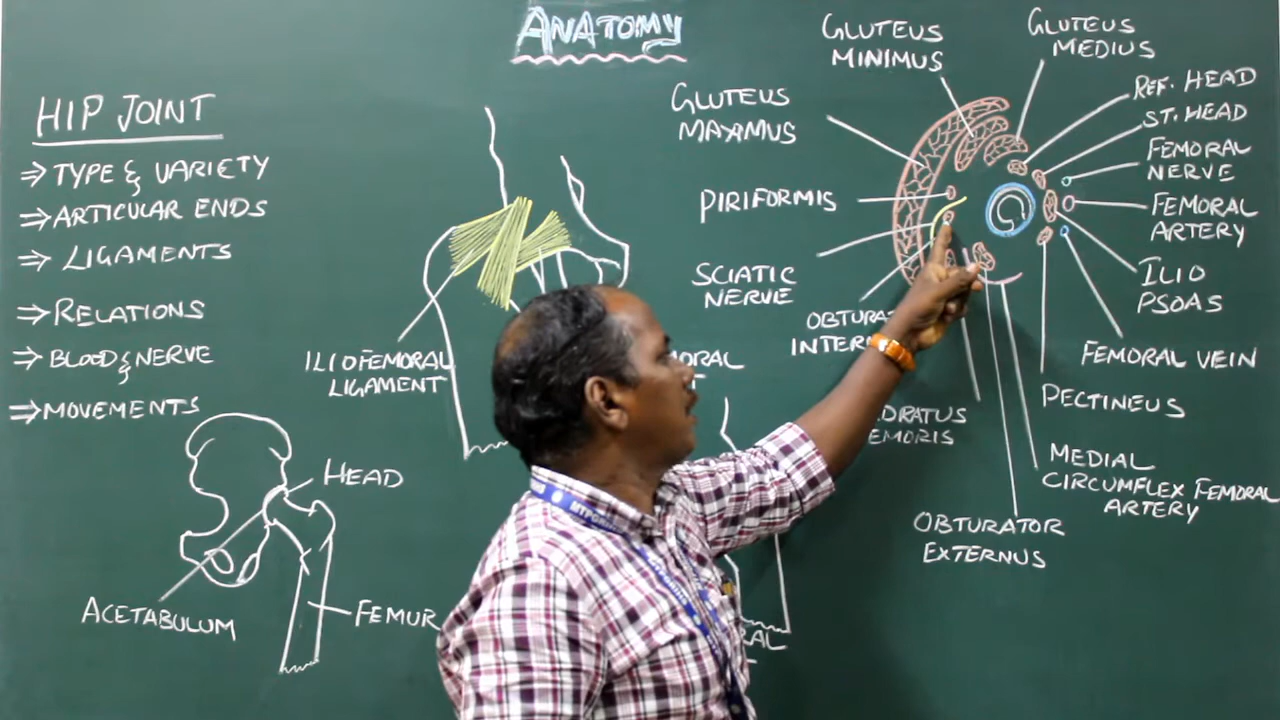 ANATOMY
HIP JOINT
⇒ TYPE & VARIETY
⇒ ARTICULAR ENDS
⇒ LIGAMENTS
⇒ RELATIONS
⇒ BLOOD & NERVE
⇒ MOVEMENTS
HEAD
ACETABULUM
FEMUR
ILIOFEMORAL
LIGAMENT
GLUTEUS
MINIMUS
GLUTEUS
MEDIUS
GLUTEUS
MAXIMUS
PIRIFORMIS
SCIATIC
NERVE
REF. HEAD
ST. HEAD
FEMORAL
NERVE
FEMORAL
ARTERY
ILIO
PSOAS
FEMORAL VEIN
PECTINEUS
MEDIAL
CIRCUMFLEX FEMORAL
ARTERY
OBTURATOR
EXTERNUS